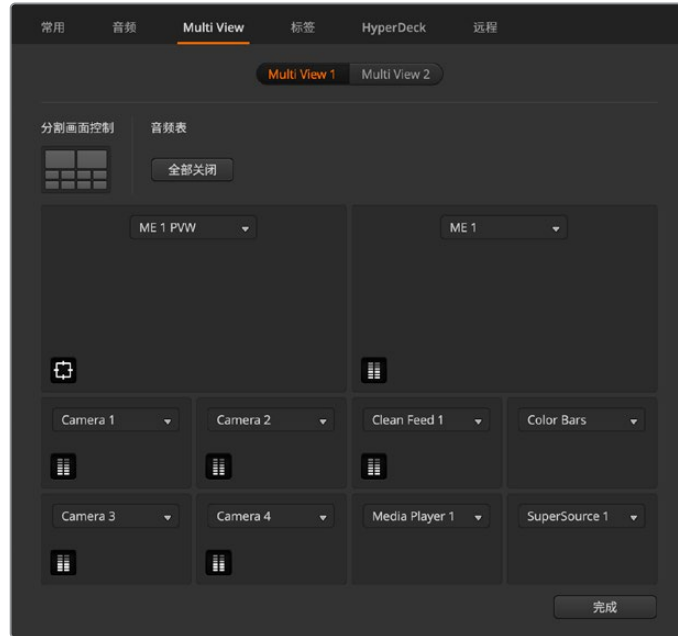 常用 音频 Multi View 标签 HyperDeck 远程
Multi View 1 Multi View 2
分割画面控制 音频表
全部关闭
ME 1 PVW ME 1
Camera 1 Camera 2 Clean Feed 1 Color Bars
Camera 3 Camera 4 Media Player 1 SuperSource 1
完成